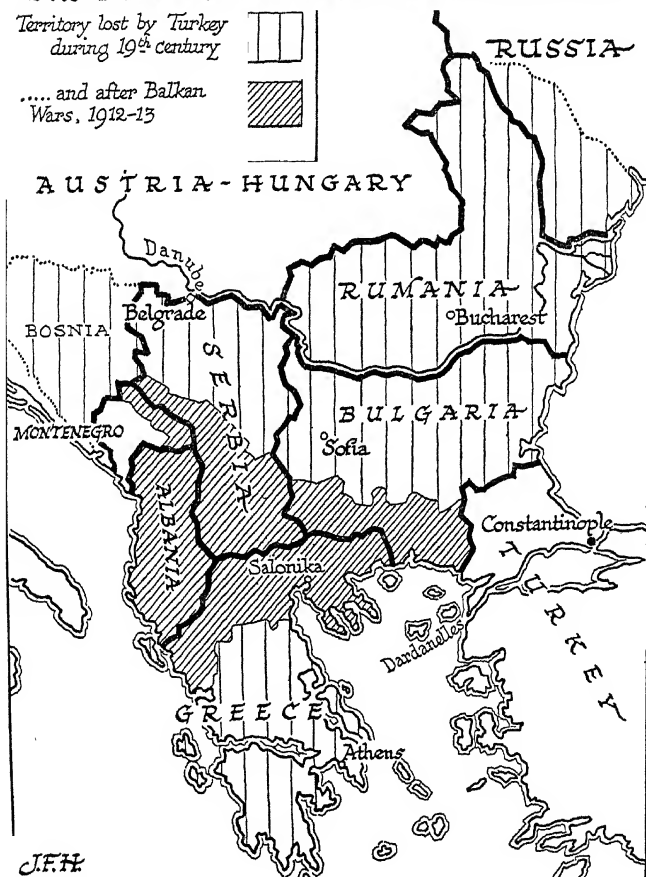 Territory lost by Turkey
during 19th century
..... and after Balkan
Wars, 1912-13
RUSSIA
AUSTRIA-HUNGARY
Danube
RUMANIA
Bucharest
Belgrade
BOSNIA
SERBIA
BULGARIA
Sofia
MONTENEGRO
ALBANIA
Constantinople
Salonika
TURKEY
Dardanelles
GREECE
Athens
J.F.H.